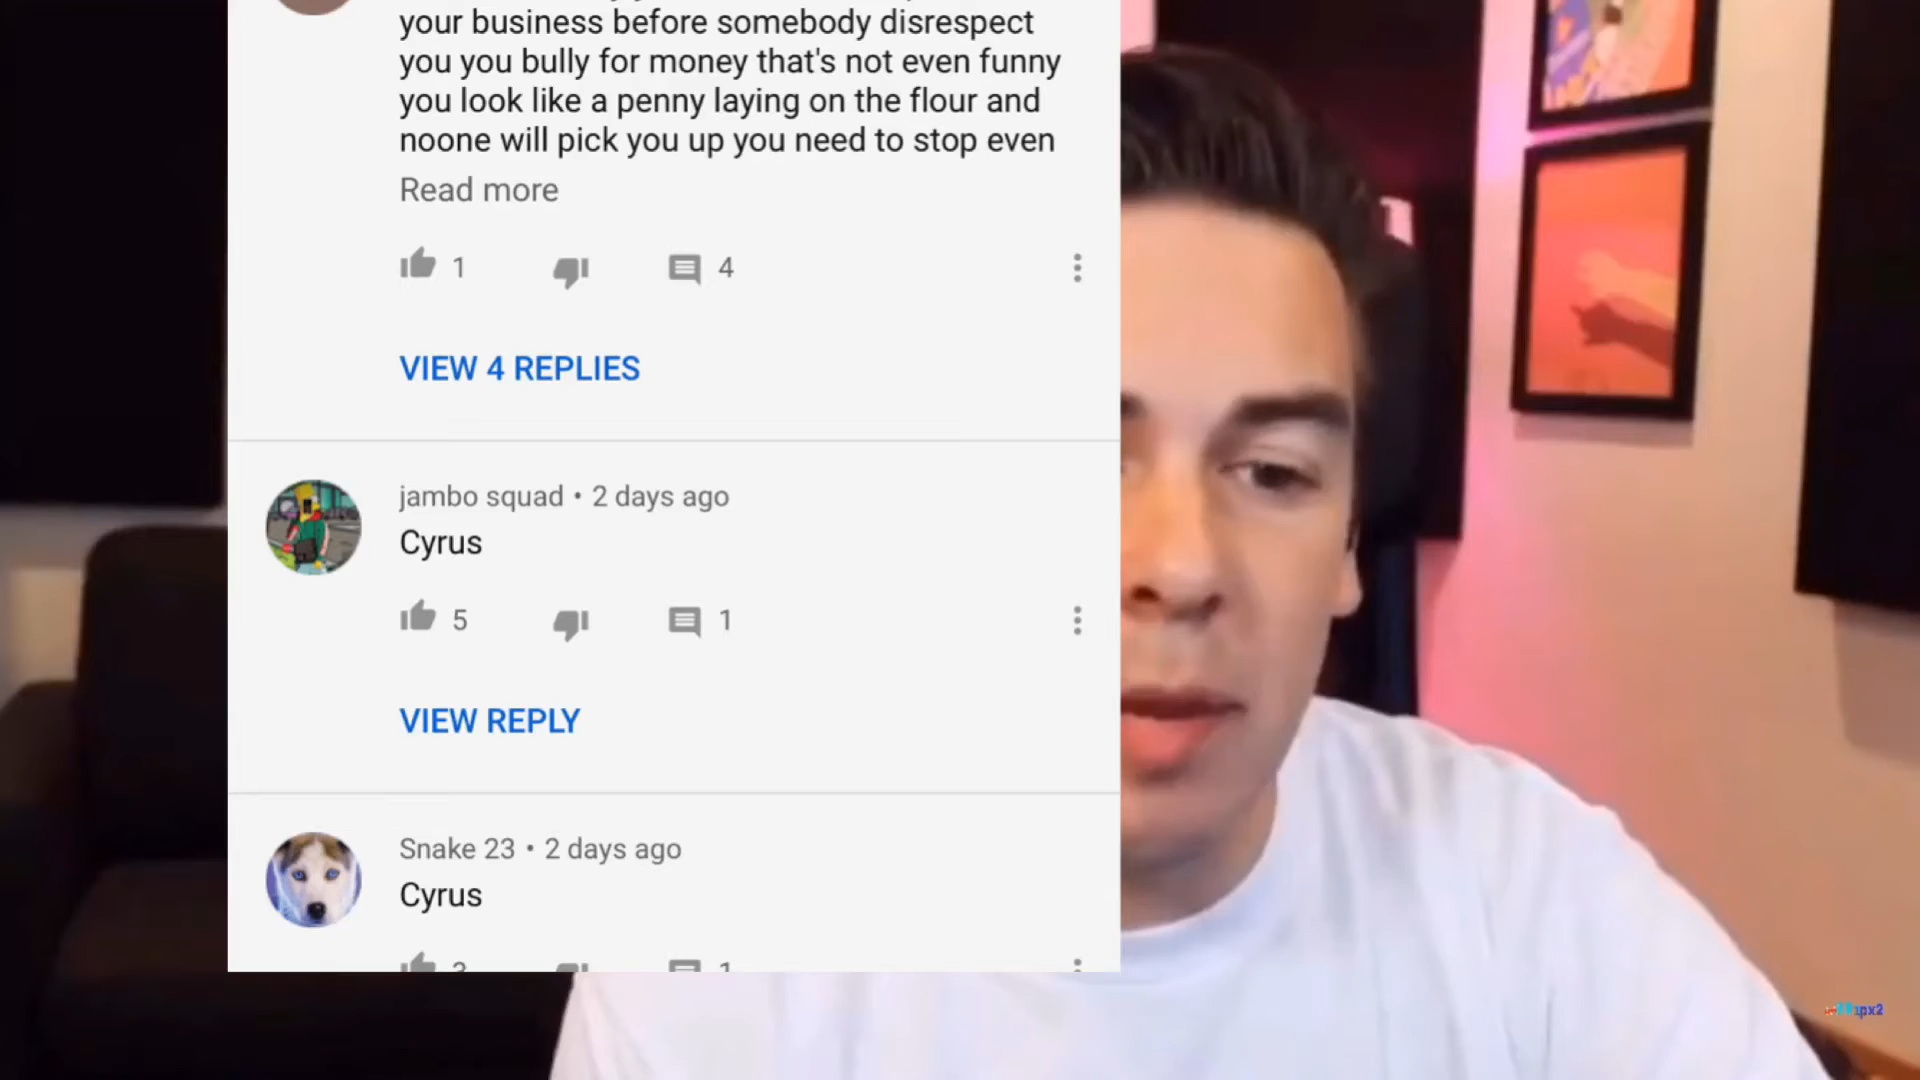 your business before somebody disrespect
you you bully for money that's not even funny
you look like a penny laying on the flour and
noone will pick you up you need to stop even
Read more
1
4
VIEW 4 REPLIES
jambo squad • 2 days ago
Cyrus
5
1
VIEW REPLY
Snake 23 • 2 days ago
Cyrus
3
1